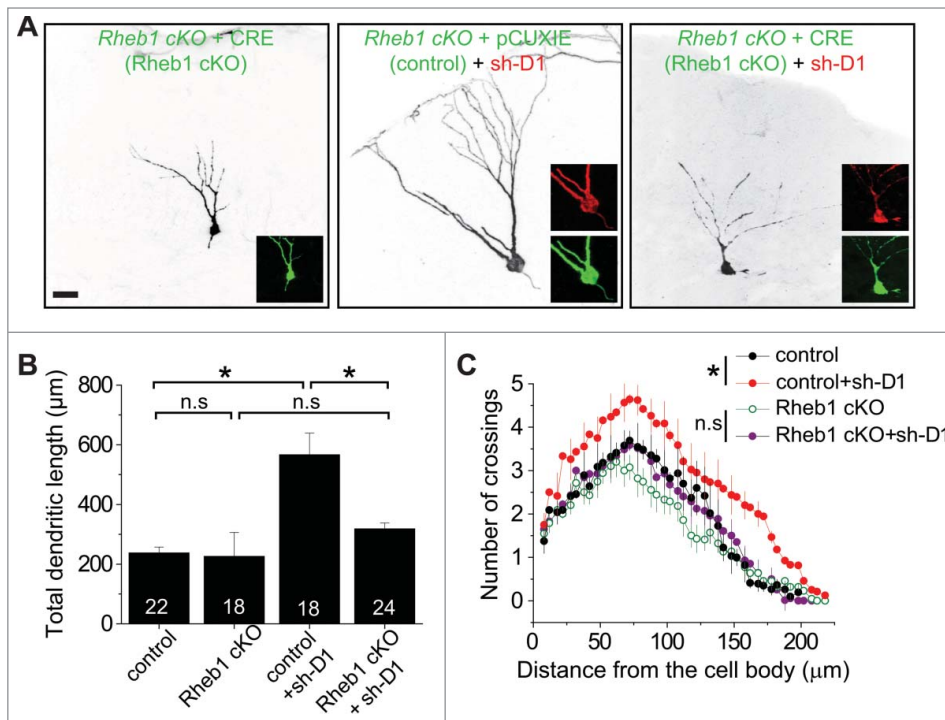 A
Rheb1 cKO + CRE
(Rheb1 cKO)
Rheb1 cKO + pCUXIE
(control) + sh-D1
Rheb1 cKO + CRE
(Rheb1 cKO) + sh-D1
B
Total dendritic length (µm)
800
600
400
200
0
*
*
n.s
n.s
22
18
18
24
control
Rheb1 cKO
control
+sh-D1
Rheb1 cKO
+ sh-D1
C
control
control+sh-D1
Rheb1 cKO
Rheb1 cKO+sh-D1
*
n.s
Number of crossings
5
4
3
2
1
0
0
50
100
150
200
Distance from the cell body (µm)